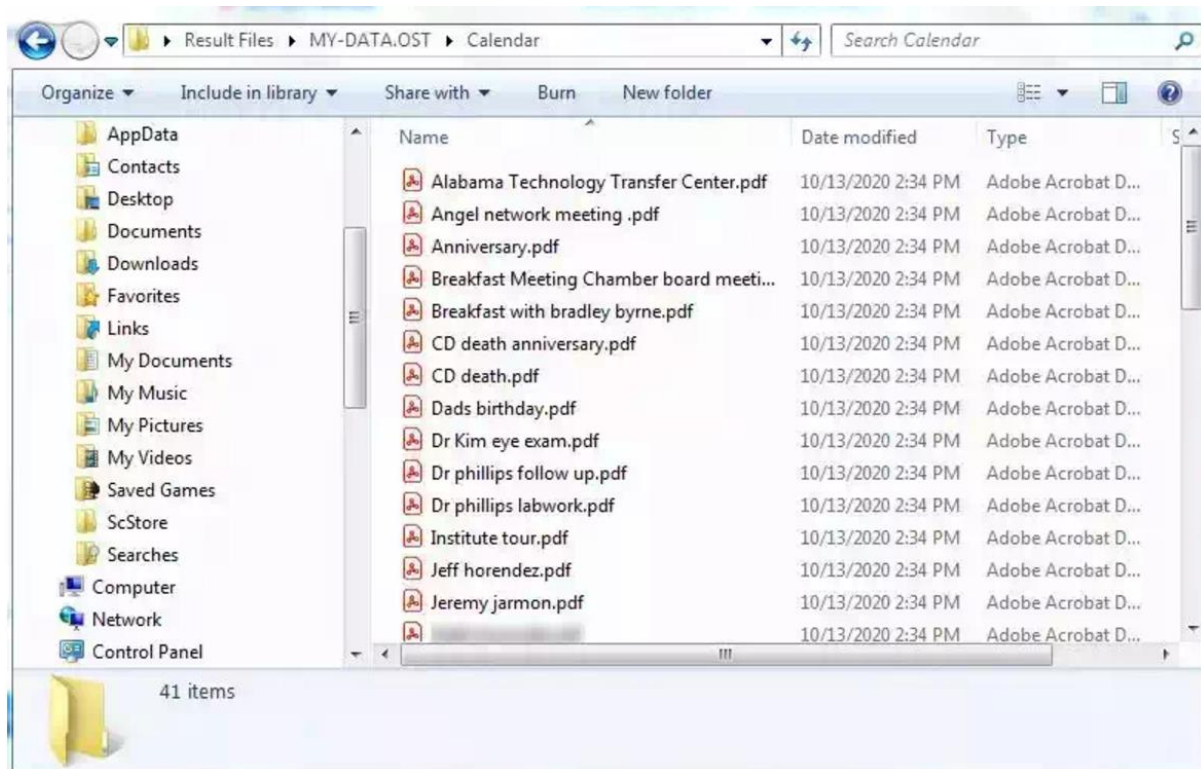 Result Files MY-DATA.OST Calendar Search Calendar
Organize Include in library Share with Burn New folder
AppData
Contacts
Desktop
Documents
Downloads
Favorites
Links
My Documents
My Music
My Pictures
My Videos
Saved Games
ScStore
Searches
Computer
Network
Control Panel
Name Date modified Type S
Alabama Technology Transfer Center.pdf 10/13/2020 2:34 PM Adobe Acrobat D...
Angel network meeting .pdf 10/13/2020 2:34 PM Adobe Acrobat D...
Anniversary.pdf 10/13/2020 2:34 PM Adobe Acrobat D...
Breakfast Meeting Chamber board meeti... 10/13/2020 2:34 PM Adobe Acrobat D...
Breakfast with bradley byrne.pdf 10/13/2020 2:34 PM Adobe Acrobat D...
CD death anniversary.pdf 10/13/2020 2:34 PM Adobe Acrobat D...
CD death.pdf 10/13/2020 2:34 PM Adobe Acrobat D...
Dads birthday.pdf 10/13/2020 2:34 PM Adobe Acrobat D...
Dr Kim eye exam.pdf 10/13/2020 2:34 PM Adobe Acrobat D...
Dr phillips follow up.pdf 10/13/2020 2:34 PM Adobe Acrobat D...
Dr phillips labwork.pdf 10/13/2020 2:34 PM Adobe Acrobat D...
Institute tour.pdf 10/13/2020 2:34 PM Adobe Acrobat D...
Jeff horendez.pdf 10/13/2020 2:34 PM Adobe Acrobat D...
Jeremy jarmon.pdf 10/13/2020 2:34 PM Adobe Acrobat D...
10/13/2020 2:34 PM Adobe Acrobat D...
41 items